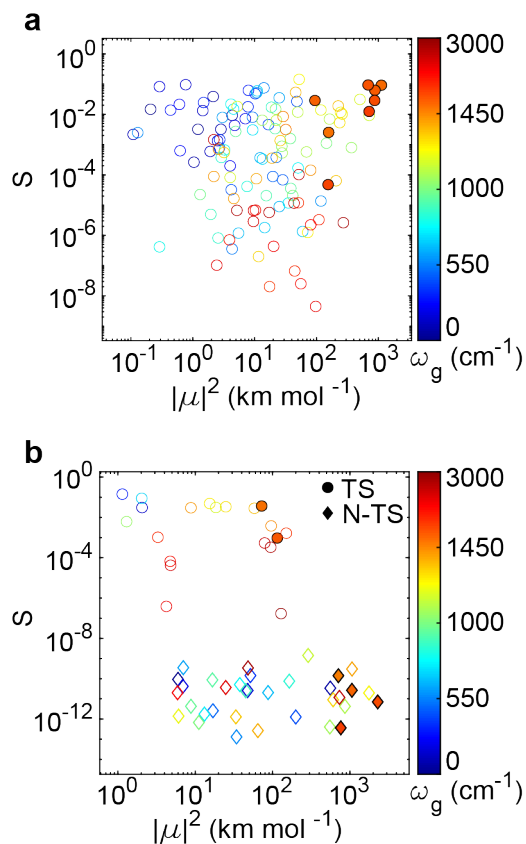 a
S
10^0
10^-2
10^-4
10^-6
10^-8
10^-1 10^0 10^1 10^2 10^3
|μ|^2 (km mol ^-1)
3000
1450
1000
550
0
ω_g (cm^-1)
b
S
10^0
10^-4
10^-8
10^-12
TS
N-TS
10^0 10^1 10^2 10^3
|μ|^2 (km mol ^-1)
3000
1450
1000
550
0
ω_g (cm^-1)